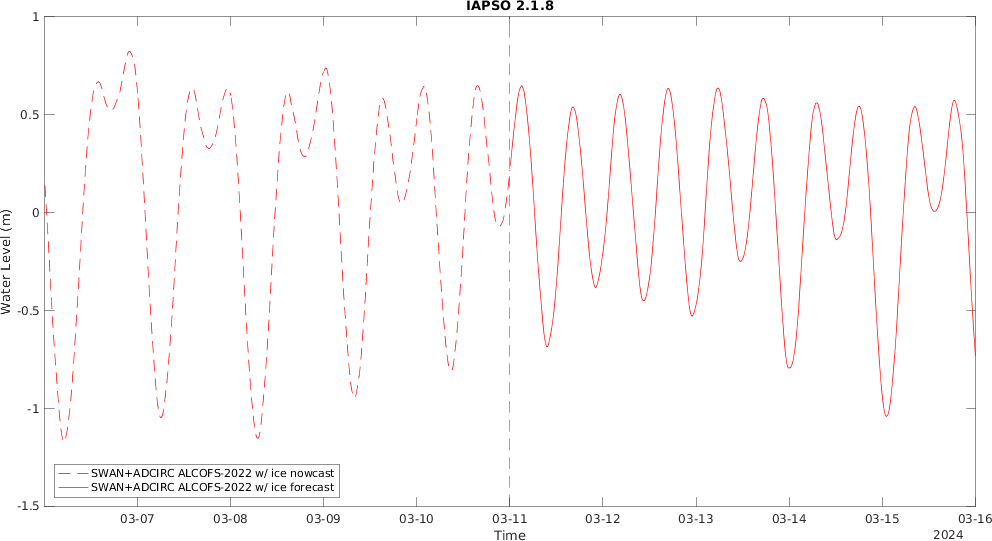 IAPSO 2.1.8
1
0.5
0
-0.5
-1
-1.5
Water Level (m)
SWAN+ADCIRC ALCOFS-2022 w/ ice nowcast
SWAN+ADCIRC ALCOFS-2022 w/ ice forecast
03-07 03-08 03-09 03-10 03-11 03-12 03-13 03-14 03-15 03-16
Time
2024